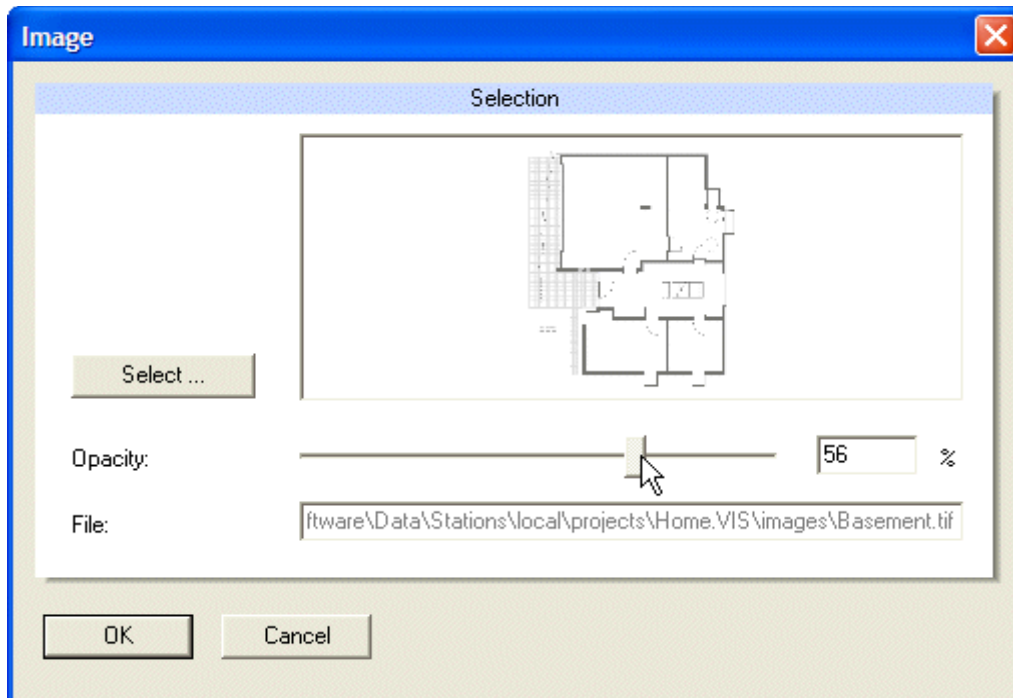 Image
Selection
Select ...
Opacity:
56
%
File:
ftware\Data\Stations\local\projects\Home.VIS\images\Basement.tif
OK
Cancel